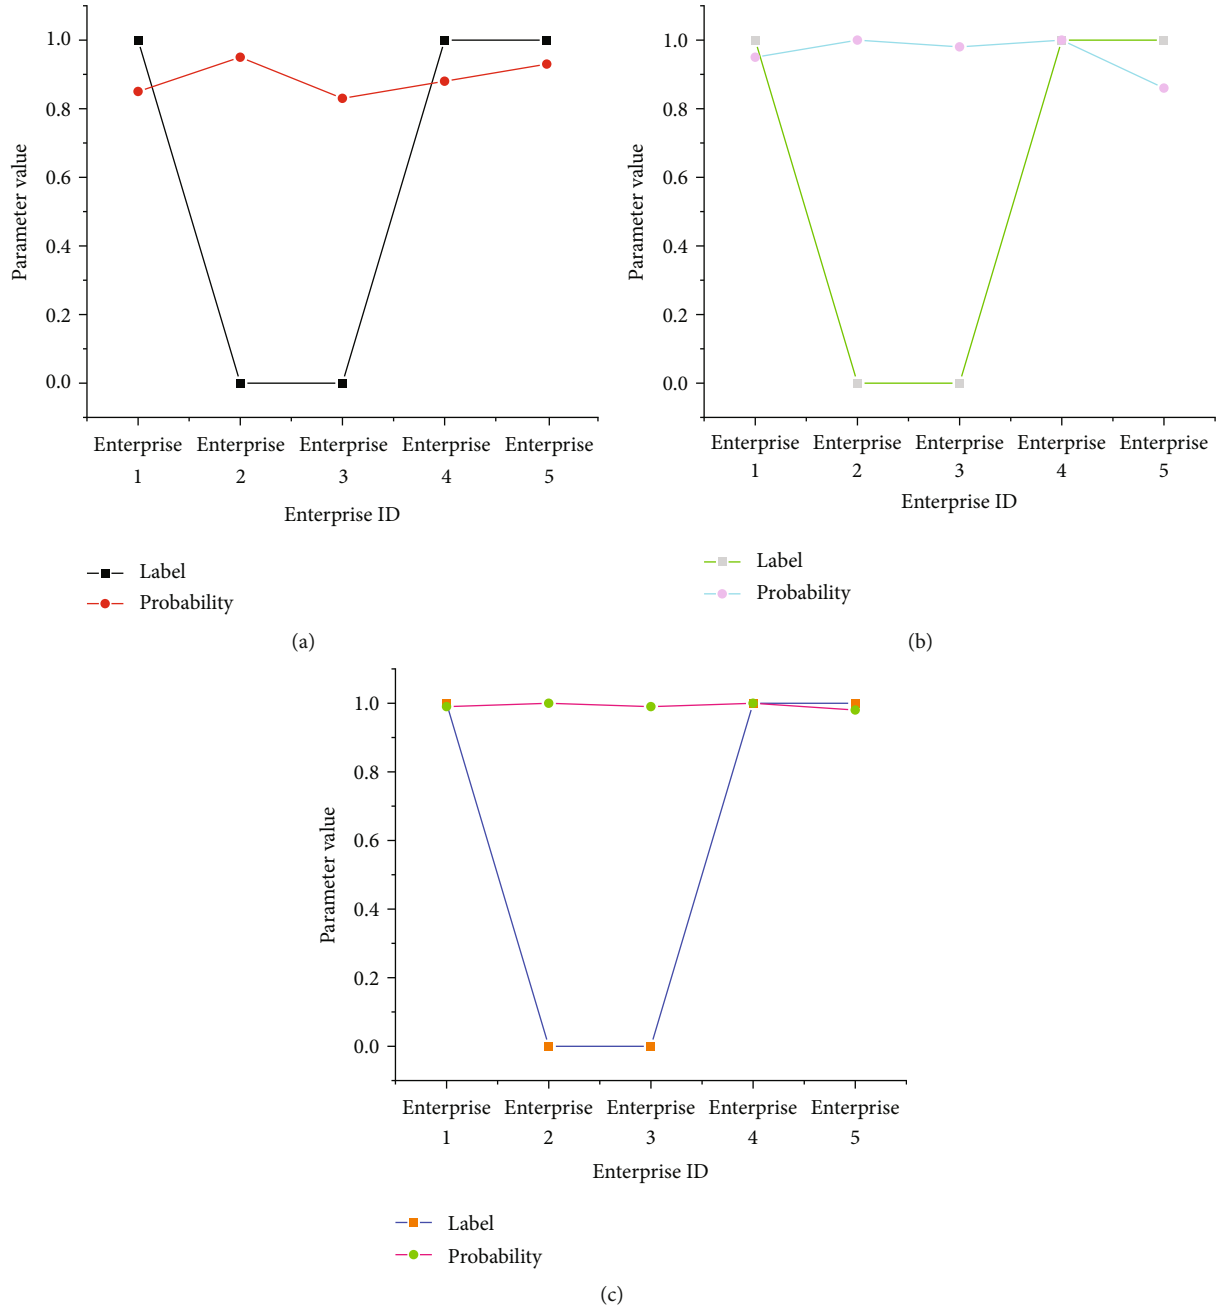 1.0
0.8
0.6
0.4
0.2
0.0
Parameter value
Enterprise Enterprise Enterprise Enterprise Enterprise
1 2 3 4 5
Enterprise ID
Label
Probability
(a)
1.0
0.8
0.6
0.4
0.2
0.0
Parameter value
Enterprise Enterprise Enterprise Enterprise Enterprise
1 2 3 4 5
Enterprise ID
Label
Probability
(b)
1.0
0.8
0.6
0.4
0.2
0.0
Parameter value
Enterprise Enterprise Enterprise Enterprise Enterprise
1 2 3 4 5
Enterprise ID
Label
Probability
(c)